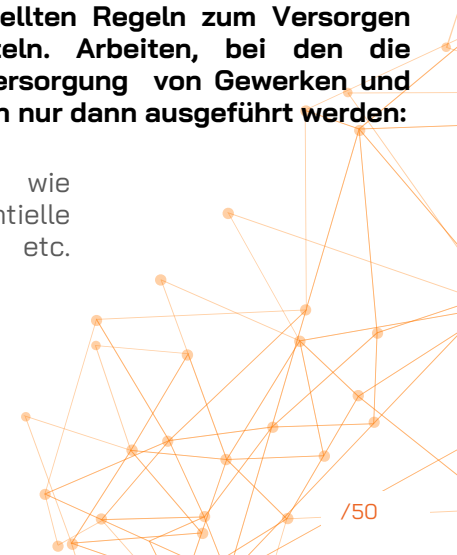 ellten Regeln zum Versorgen
eln. Arbeiten, bei den die
ersorgung von Gewerken und
n nur dann ausgeführt werden:
wie
ntielle
etc.
/50